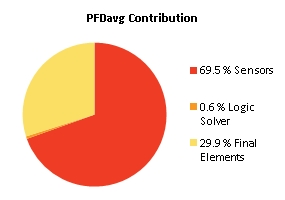 PFDavg Contribution
69.5% Sensors
0.6% Logic
Solver
29.9% Final
Elements